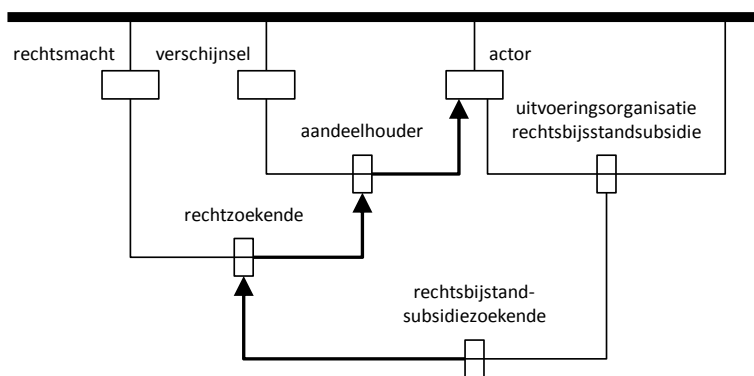 rechtsmacht
verschijnsel
actor
uitvoeringsorganisatie
rechtsbijsstandsubsidie
aandeelhouder
rechtzoekende
rechtsbijstand-
subsidiezoekende